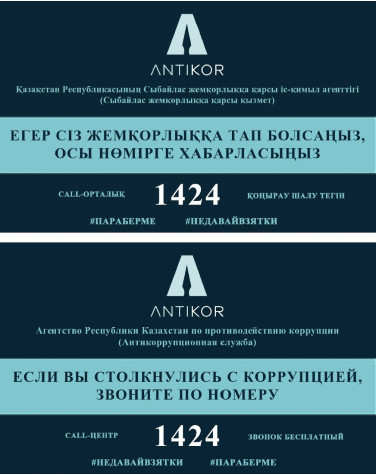 ANTIKOR
Қазақстан Республикасының Сыбайлас жемқорлыққа қарсы іс-қимыл агенттігі
(Сыбайлас жемқорлыққа қарсы қызмет)
ЕГЕР СІЗ ЖЕМҚОРЛЫҚҚА ТАП БОЛСАҢЫЗ,
ОСЫ НӨМІРГЕ ХАБАРЛАСЫҢЫЗ
CALL-ОРТАЛЫҚ 1424 ҚОҢЫРАУ ШАЛУ ТЕГІН
#ПАРАБЕРМЕ #НЕДАВАЙВЗЯТКИ
ANTIKOR
Агентство Республики Казахстан по противодействию коррупции
(Антикоррупционная служба)
ЕСЛИ ВЫ СТОЛКНУЛИСЬ С КОРРУПЦИЕЙ,
ЗВОНИТЕ ПО НОМЕРУ
CALL-ЦЕНТР 1424 ЗВОНОК БЕСПЛАТНЫЙ
#НЕДАВАЙВЗЯТКИ #ПАРАБЕРМЕ